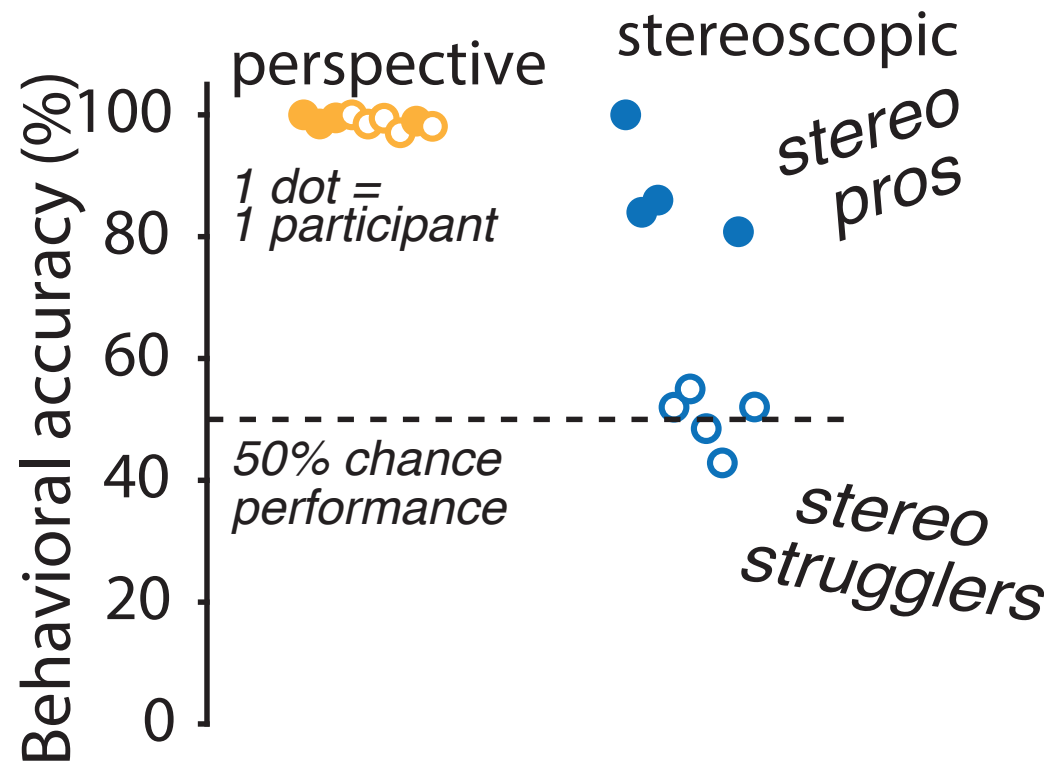 perspective
stereoscopic
Behavioral accuracy (%)
100
80
60
40
20
0
1 dot =
1 participant
stereo
pros
50% chance
performance
stereo
strugglers